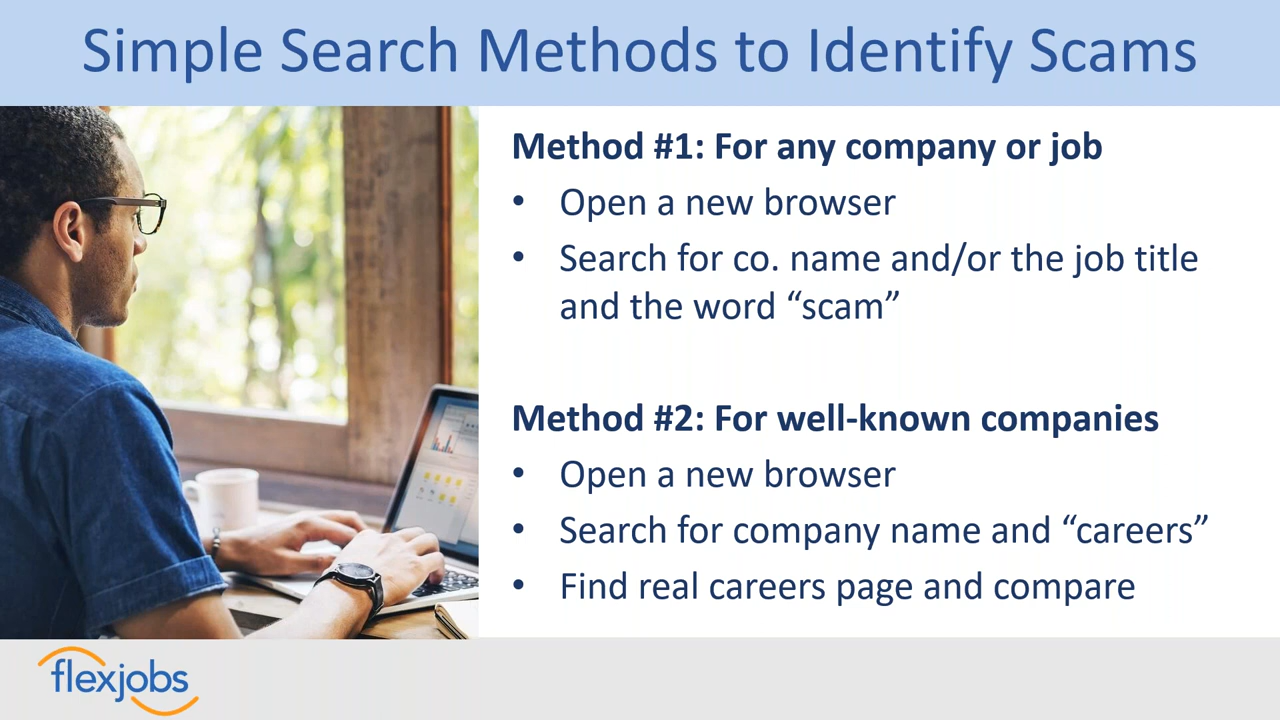 Simple Search Methods to Identify Scams
Method #1: For any company or job
• Open a new browser
• Search for co. name and/or the job title
and the word “scam”
Method #2: For well-known companies
• Open a new browser
• Search for company name and “careers”
• Find real careers page and compare
flexjobs